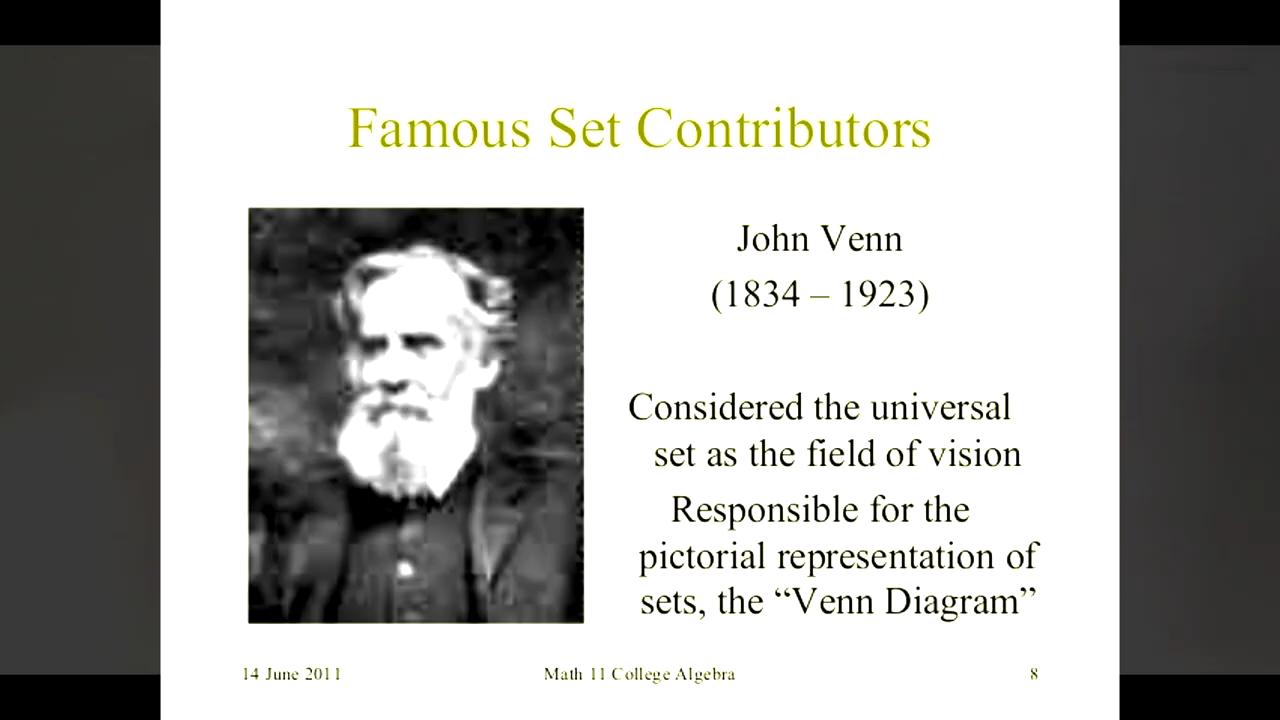 Famous Set Contributors
John Venn
(1834 – 1923)
Considered the universal
set as the field of vision
Responsible for the
pictorial representation of
sets, the “Venn Diagram”
14 June 2011
Math 11 College Algebra
8